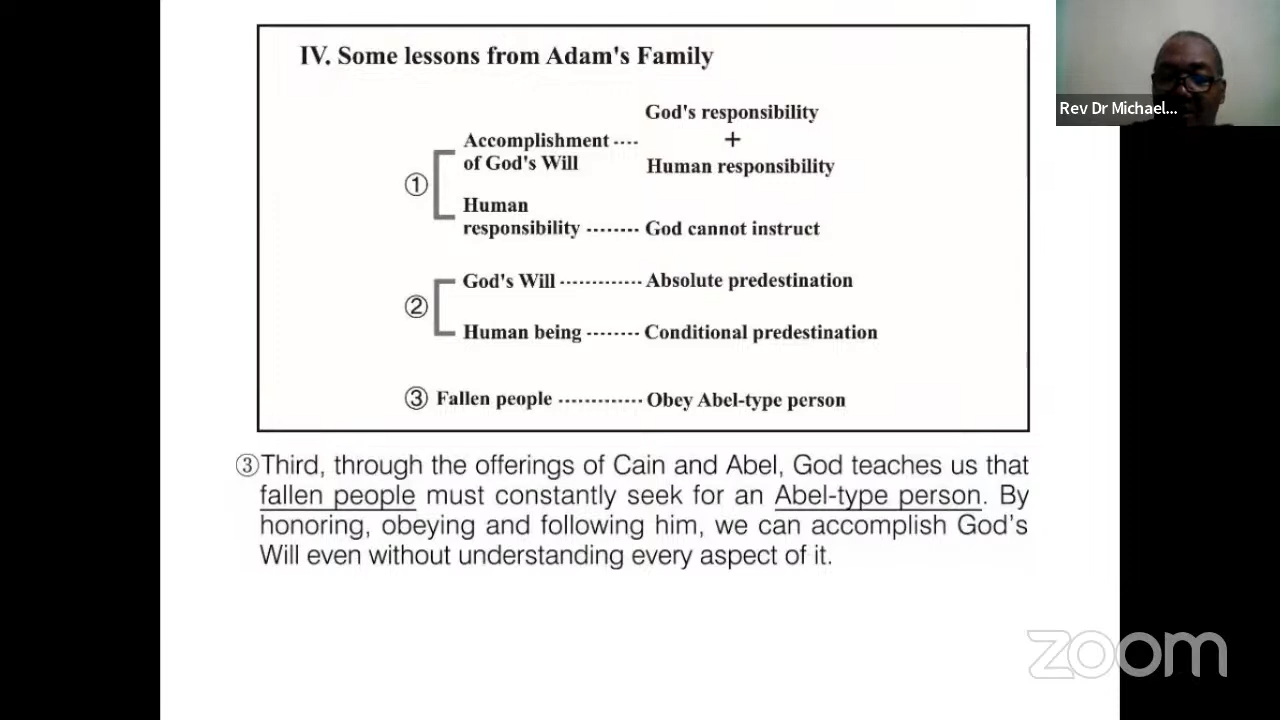 IV. Some lessons from Adam's Family
God's responsibility
Accomplishment ---- +
of God's Will Human responsibility
①
Human
responsibility -------- God cannot instruct
God's Will ------------ Absolute predestination
②
Human being -------- Conditional predestination
③ Fallen people ------------ Obey Abel-type person
③Third, through the offerings of Cain and Abel, God teaches us that
fallen people must constantly seek for an Abel-type person. By
honoring, obeying and following him, we can accomplish God's
Will even without understanding every aspect of it.
Rev Dr Michael...
zoom